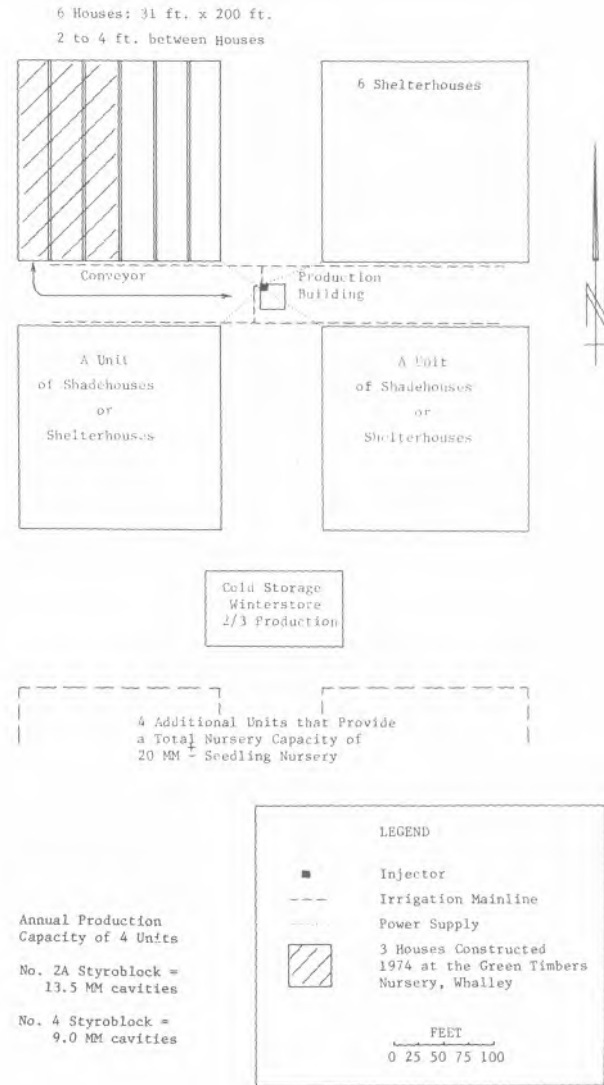 6 Houses: 31 ft. x 200 ft.
2 to 4 ft. between Houses
6 Shelterhouses
Conveyor
Production
Building
A Unit
of Shadehouses
or
Shelterhouses
A Unit
of Shadehouses
or
Shelterhouses
N
Cold Storage
Winterstore
2/3 Production
4 Additional Units that Provide
a Total Nursery Capacity of
20 MM ± Seedling Nursery
Annual Production
Capacity of 4 Units
No. 2A Styroblock =
13.5 MM cavities
No. 4 Styroblock =
9.0 MM cavities
LEGEND
Injector
Irrigation Mainline
Power Supply
3 Houses Constructed
1974 at the Green Timbers
Nursery, Whalley
FEET
0 25 50 75 100